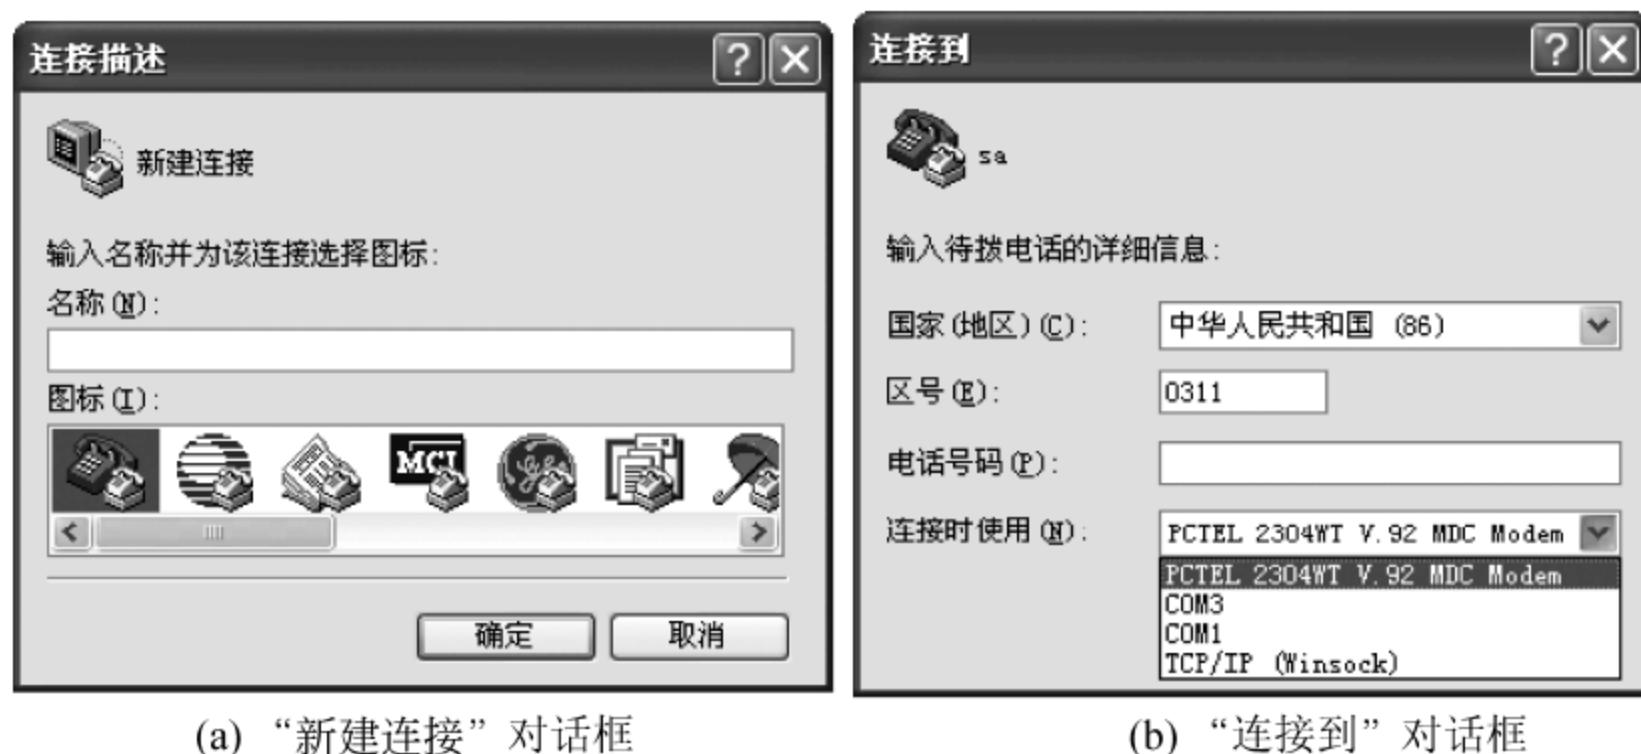 连接描述
新建连接
输入名称并为该连接选择图标:
名称(N):
图标(I):
MCI
确定
取消
(a) “新建连接”对话框
连接到
sa
输入待拨电话的详细信息:
国家(地区)(C): 中华人民共和国 (86)
区号(E): 0311
电话号码(P):
连接时使用(N): PCTEL 2304WT V.92 MDC Modem
PCTEL 2304WT V.92 MDC Modem
COM3
COM1
TCP/IP (Winsock)
(b) “连接到”对话框